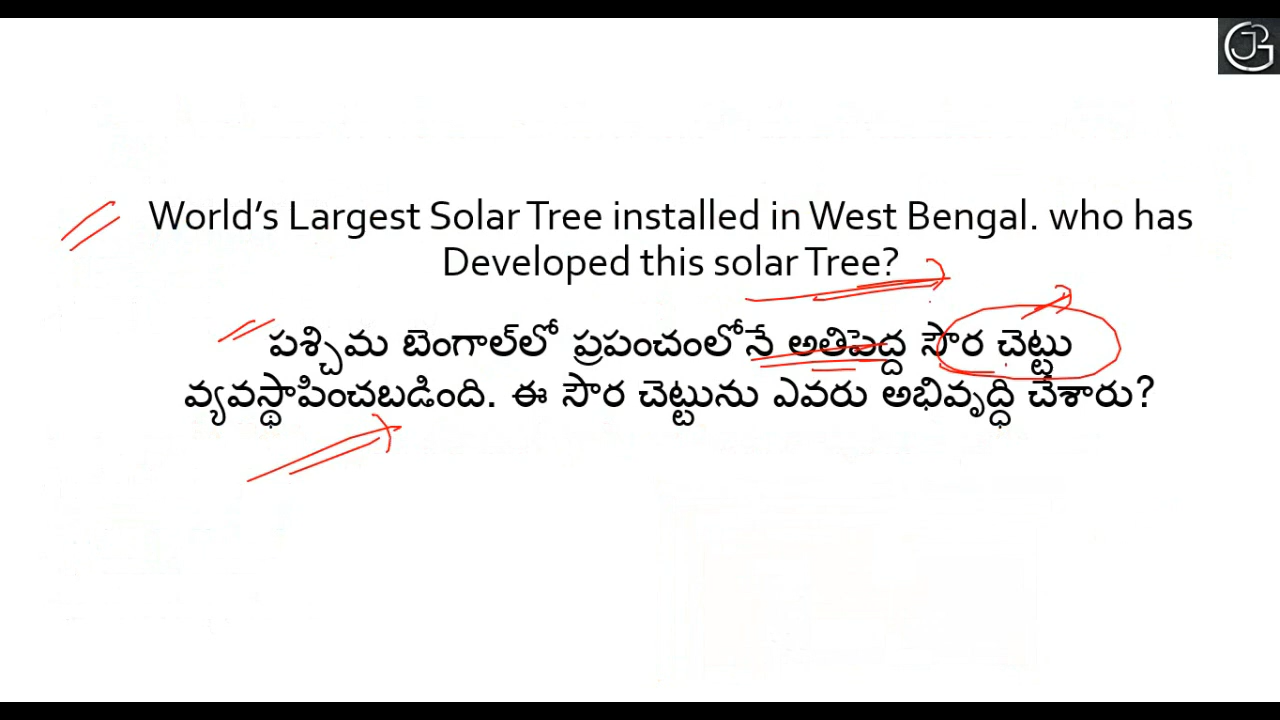 World’s Largest Solar Tree installed in West Bengal. who has
Developed this solar Tree?
పశ్చిమ బెంగాల్‌లో ప్రపంచంలోనే అతిపెద్ద సౌర చెట్టు
వ్యవస్థాపించబడింది. ఈ సౌర చెట్టును ఎవరు అభివృద్ధి చేశారు?